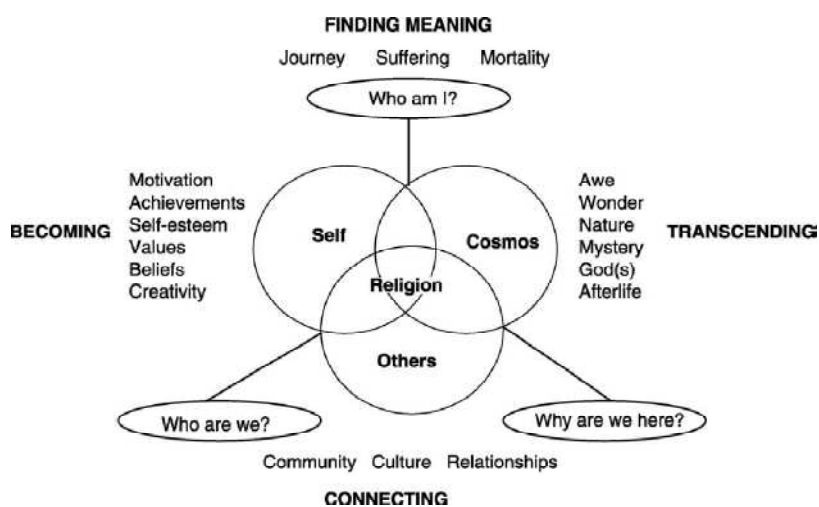 FINDING MEANING
Journey Suffering Mortality
Who am I?
Motivation
Achievements
Self-esteem
Values
Beliefs
Creativity
BECOMING
Self
Cosmos
Religion
Others
Awe
Wonder
Nature
Mystery
God(s)
Afterlife
TRANSCENDING
Who are we?
Why are we here?
Community Culture Relationships
CONNECTING